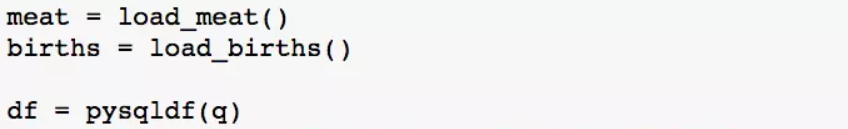 meat = load_meat()
births = load_births()
df = pysqldf(q)